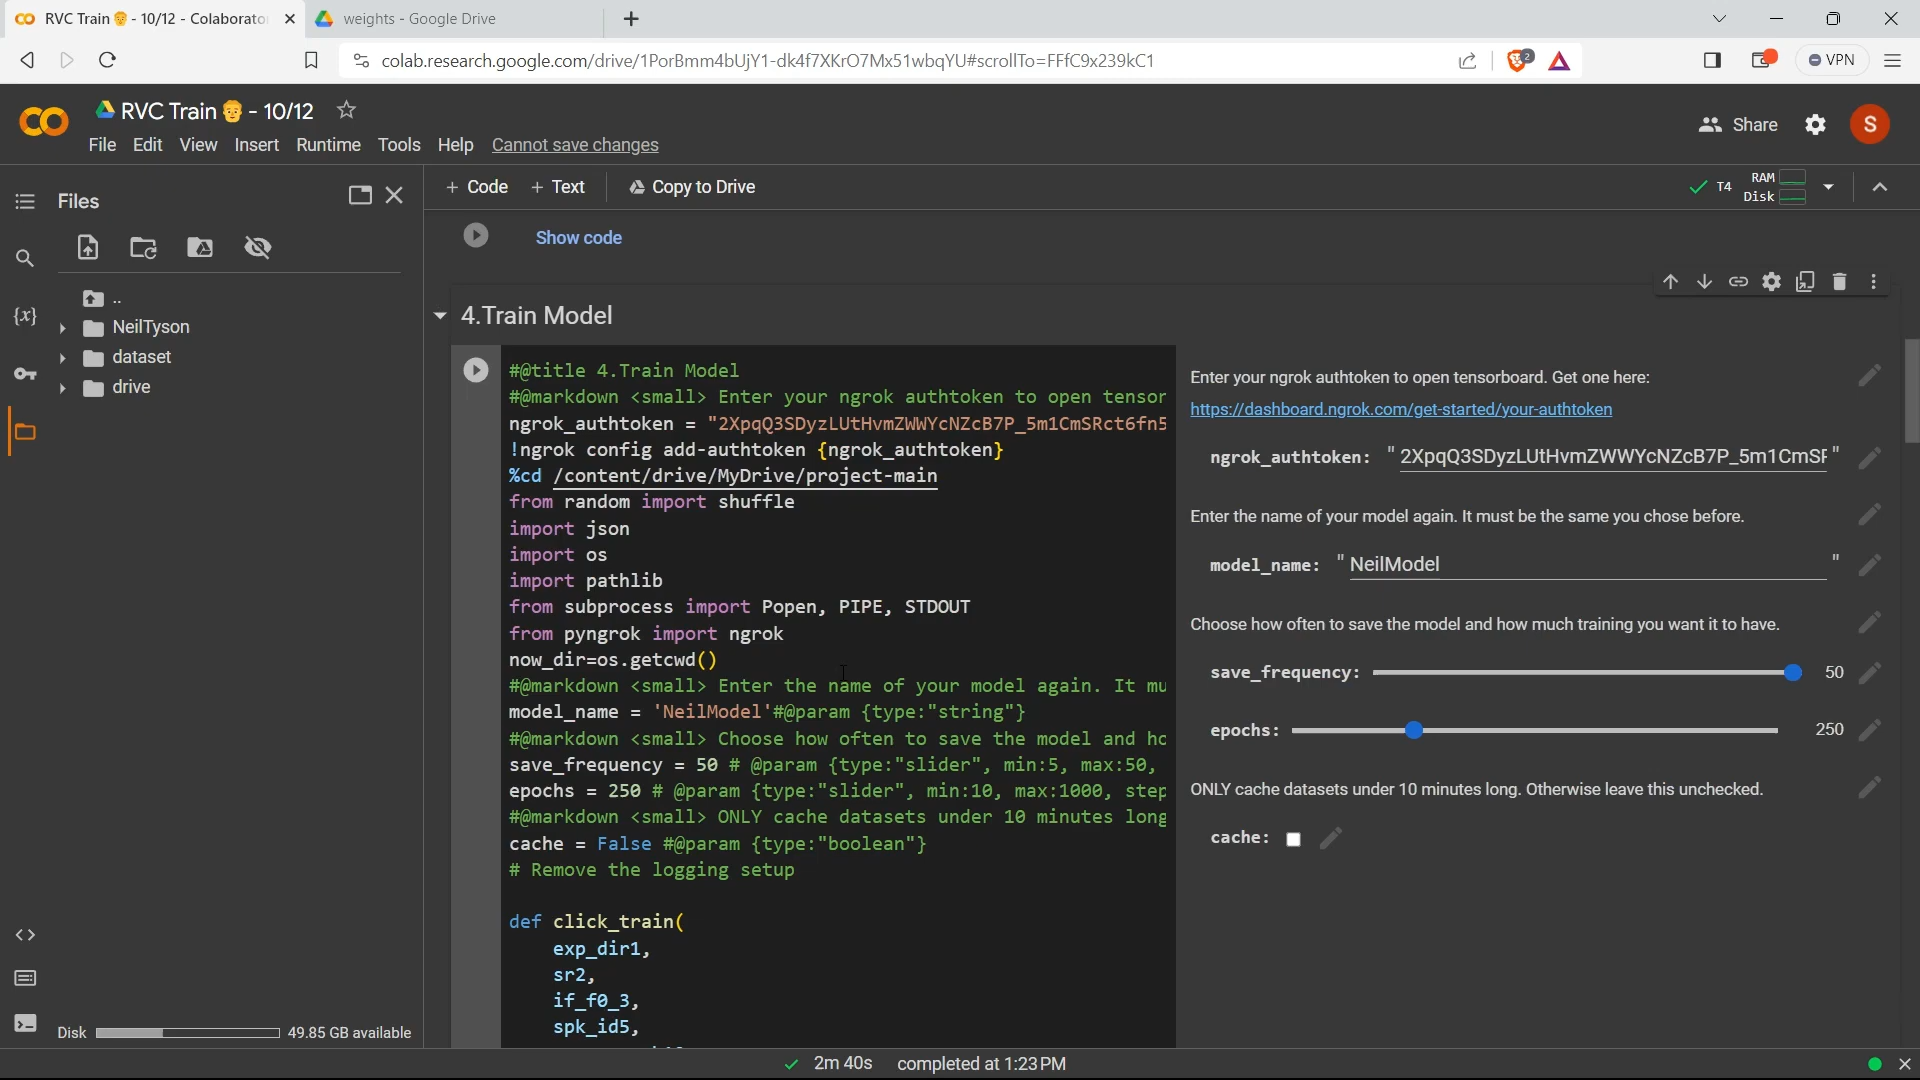 RVC Train - 10/12 - Colaborato
weights - Google Drive
colab.research.google.com/drive/1PorBmm4bUjY1-dk4f7XKrO7Mx51wbqYU#scrollTo=FFfC9x239kC1
2
VPN
RVC Train - 10/12
File Edit View Insert Runtime Tools Help Cannot save changes
Share
S
Files
+ Code + Text Copy to Drive
T4 RAM
Disk
..
NeilTyson
dataset
drive
Disk 49.85 GB available
Show code
4.Train Model
#@title 4.Train Model
#@markdown <small> Enter your ngrok authtoken to open tensor
ngrok_authtoken = "2XpqQ3SDyzLUtHvmZWWYcNZcB7P_5m1CmSRct6fn5
!ngrok config add-authtoken {ngrok_authtoken}
%cd /content/drive/MyDrive/project-main
from random import shuffle
import json
import os
import pathlib
from subprocess import Popen, PIPE, STDOUT
from pyngrok import ngrok
now_dir=os.getcwd()
#@markdown <small> Enter the name of your model again. It mu
model_name = 'NeilModel'#@param {type:"string"}
#@markdown <small> Choose how often to save the model and ho
save_frequency = 50 # @param {type:"slider", min:5, max:50,
epochs = 250 # @param {type:"slider", min:10, max:1000, step
#@markdown <small> ONLY cache datasets under 10 minutes long
cache = False #@param {type:"boolean"}
# Remove the logging setup
def click_train(
exp_dir1,
sr2,
if_f0_3,
spk_id5,
Enter your ngrok authtoken to open tensorboard. Get one here:
https://dashboard.ngrok.com/get-started/your-authtoken
ngrok_authtoken: "2XpqQ3SDyzLUtHvmZWWYcNZcB7P_5m1CmSF"
Enter the name of your model again. It must be the same you chose before.
model_name: "NeilModel"
Choose how often to save the model and how much training you want it to have.
save_frequency: 50
epochs: 250
ONLY cache datasets under 10 minutes long. Otherwise leave this unchecked.
cache:
2m 40s completed at 1:23 PM